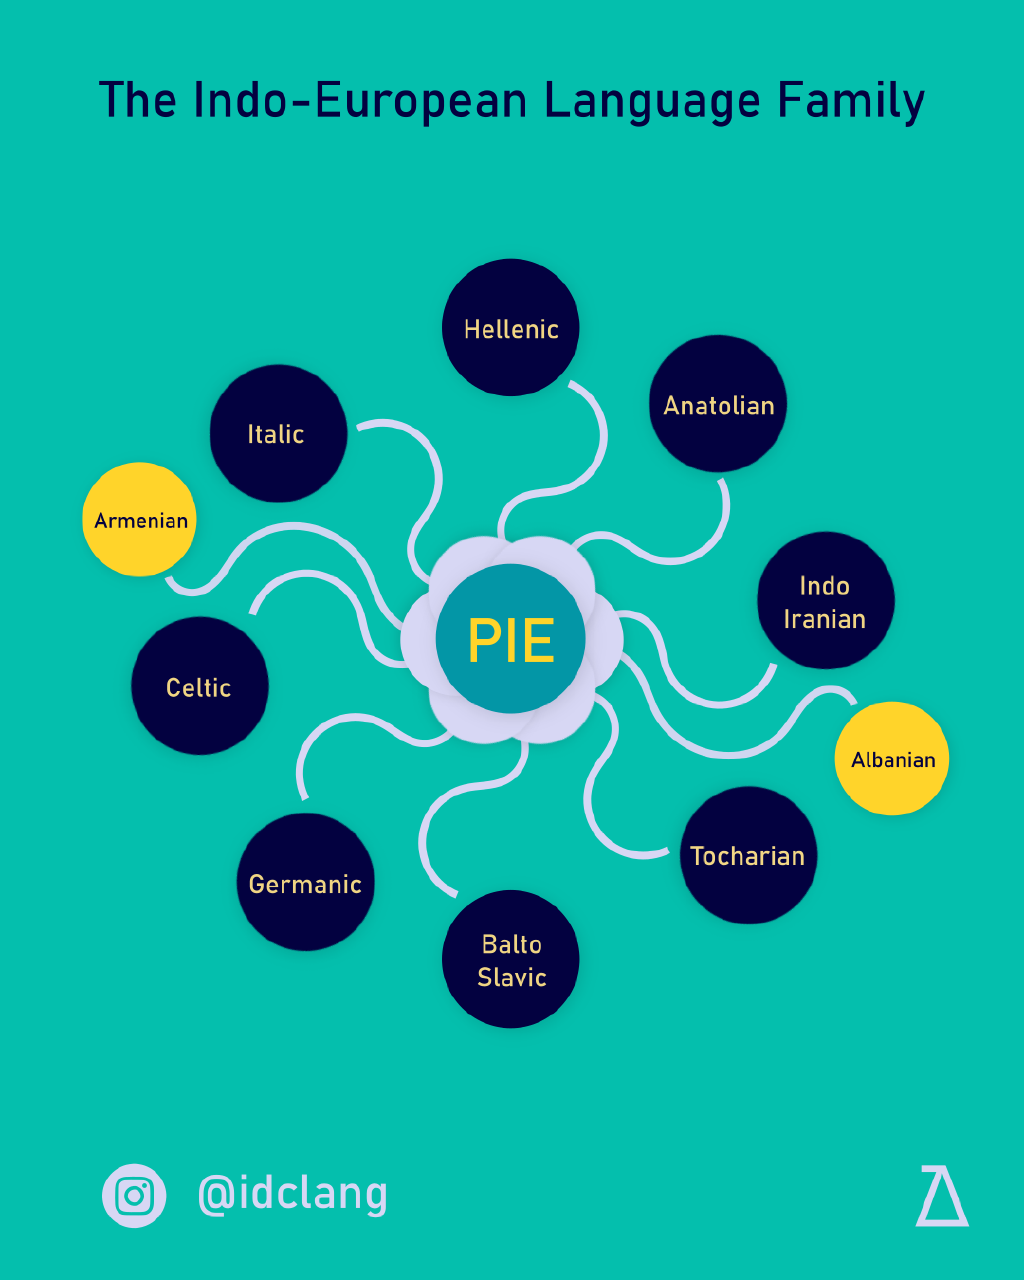 The Indo-European Language Family
Hellenic
Anatolian
Italic
Armenian
Indo
Iranian
PIE
Celtic
Albanian
Tocharian
Germanic
Balto
Slavic
@idclang